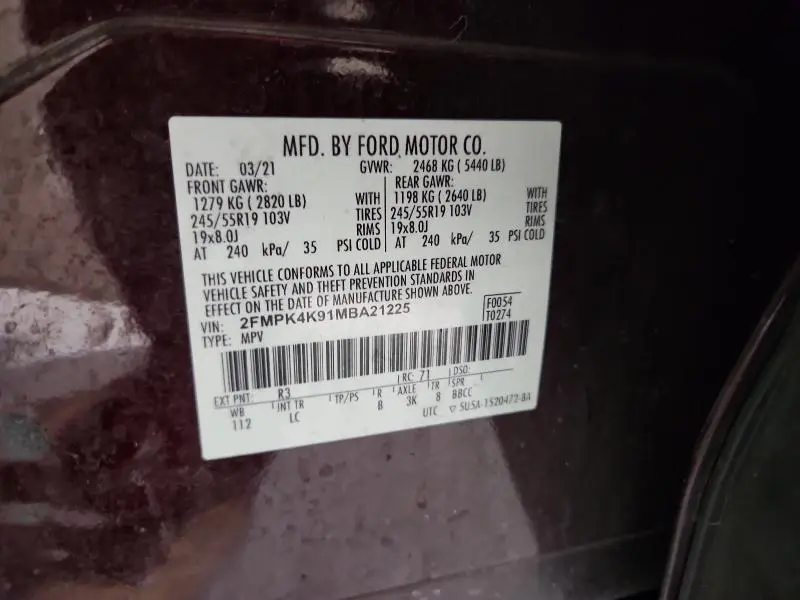 MFD. BY FORD MOTOR CO.
DATE: 03/21 GVWR: 2468 KG ( 5440 LB)
FRONT GAWR: REAR GAWR:
1279 KG ( 2820 LB) WITH 1198 KG ( 2640 LB) WITH
245/55R19 103V TIRES 245/55R19 103V TIRES
19x8.0J RIMS 19x8.0J RIMS
AT 240 kPa/ 35 PSI COLD AT 240 kPa/ 35 PSI COLD
THIS VEHICLE CONFORMS TO ALL APPLICABLE FEDERAL MOTOR
VEHICLE SAFETY AND THEFT PREVENTION STANDARDS IN
EFFECT ON THE DATE OF MANUFACTURE SHOWN ABOVE.
VIN: 2FMPK4K91MBA21225 F0054
TYPE: MPV T0274
EXT PNT: R3 RC: 71 DSO:
WB INT TR TP/PS R AXLE TR SPR
112 LC B 3K 8 BBCC
UTC ▽ 5U5A-1520472-BA